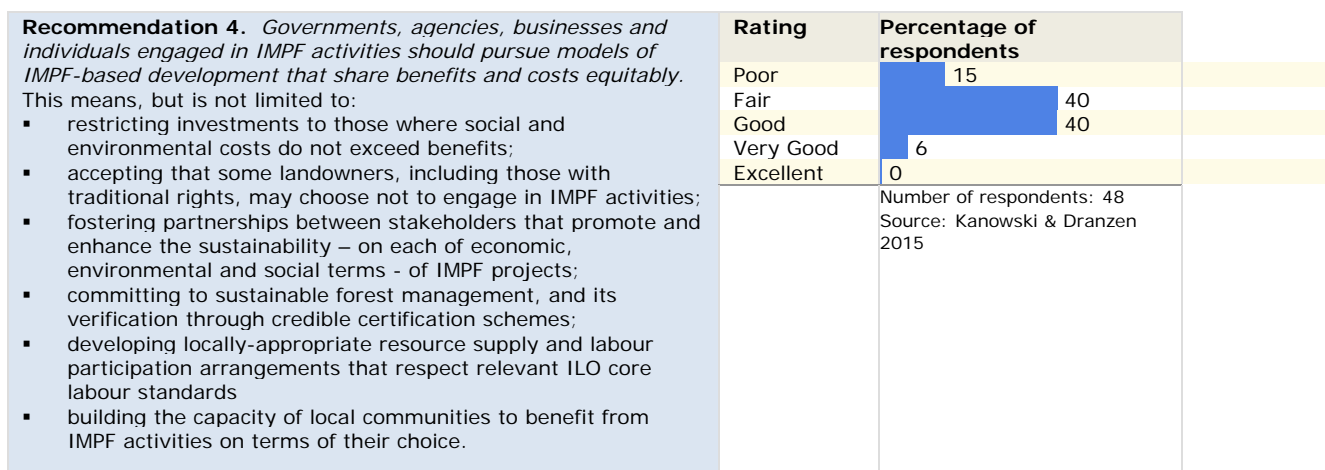 Recommendation 4. Governments, agencies, businesses and
individuals engaged in IMPF activities should pursue models of
IMPF-based development that share benefits and costs equitably.
This means, but is not limited to:
▪ restricting investments to those where social and
environmental costs do not exceed benefits;
▪ accepting that some landowners, including those with
traditional rights, may choose not to engage in IMPF activities;
▪ fostering partnerships between stakeholders that promote and
enhance the sustainability – on each of economic,
environmental and social terms - of IMPF projects;
▪ committing to sustainable forest management, and its
verification through credible certification schemes;
▪ developing locally-appropriate resource supply and labour
participation arrangements that respect relevant ILO core
labour standards
▪ building the capacity of local communities to benefit from
IMPF activities on terms of their choice.
Rating Percentage of
respondents
Poor 15
Fair 40
Good 40
Very Good 6
Excellent 0
Number of respondents: 48
Source: Kanowski & Dranzen
2015